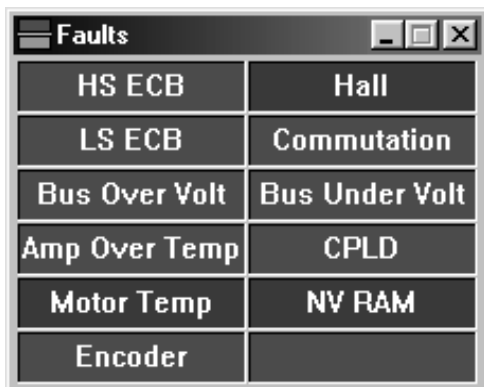 Faults
HS ECB Hall
LS ECB Commutation
Bus Over Volt Bus Under Volt
Amp Over Temp CPLD
Motor Temp NV RAM
Encoder